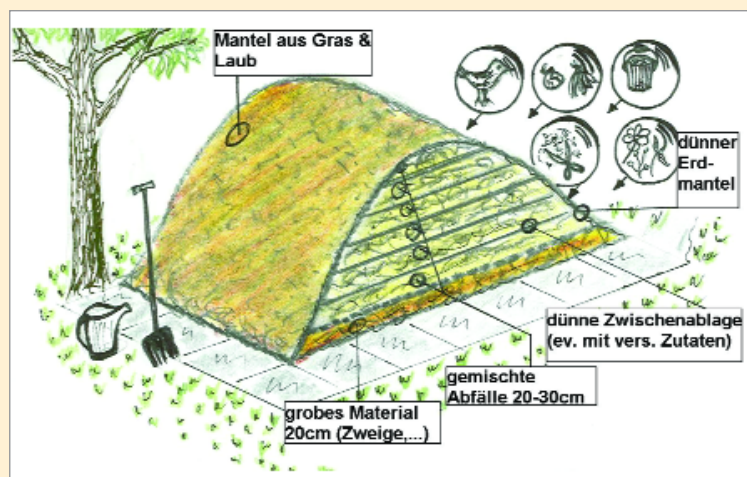 Mantel aus Gras &
Laub
dünner
Erd-
mantel
dünne Zwischenablage
(ev. mit vers. Zutaten)
gemischte
Abfälle 20-30cm
grobes Material
20cm (Zweige,...)